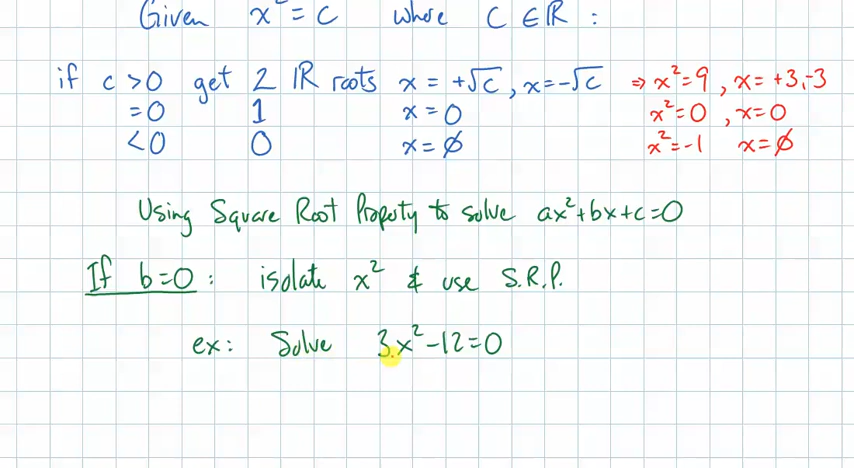 Given x² = C where C ∈ ℝ :
if c > 0 get 2 ℝ roots x = +√c , x = -√c ⇒ x² = 9 , x = +3, -3
= 0 1 x = 0 x² = 0 , x = 0
< 0 0 x = ∅ x² = -1 x = ∅
Using Square Root Property to solve ax² + bx + c = 0
If b = 0 : isolate x² & use S.R.P.
ex: Solve 3x² - 12 = 0